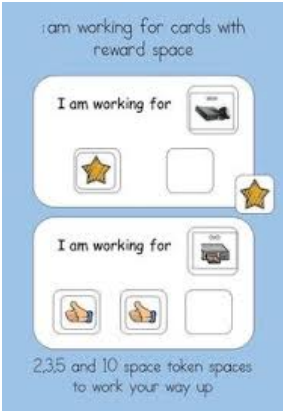 i am working for cards with
reward space
I am working for
I am working for
2,3,5 and 10 space token spaces
to work your way up